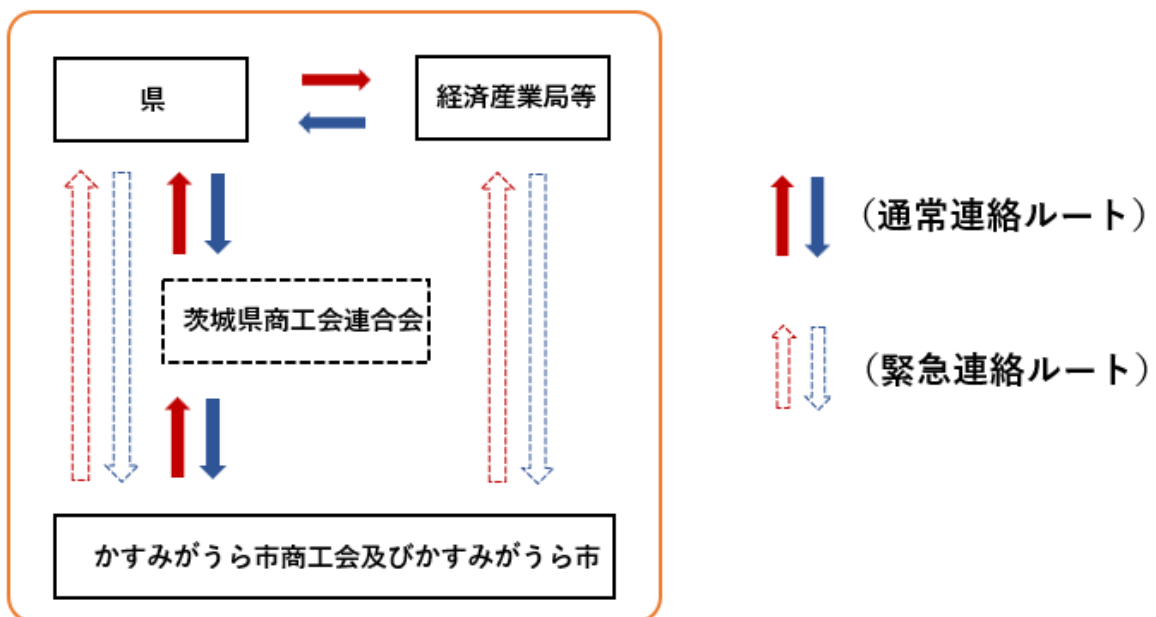 県
経済産業局等
茨城県商工会連合会
かすみがうら市商工会及びかすみがうら市
（通常連絡ルート）
（緊急連絡ルート）